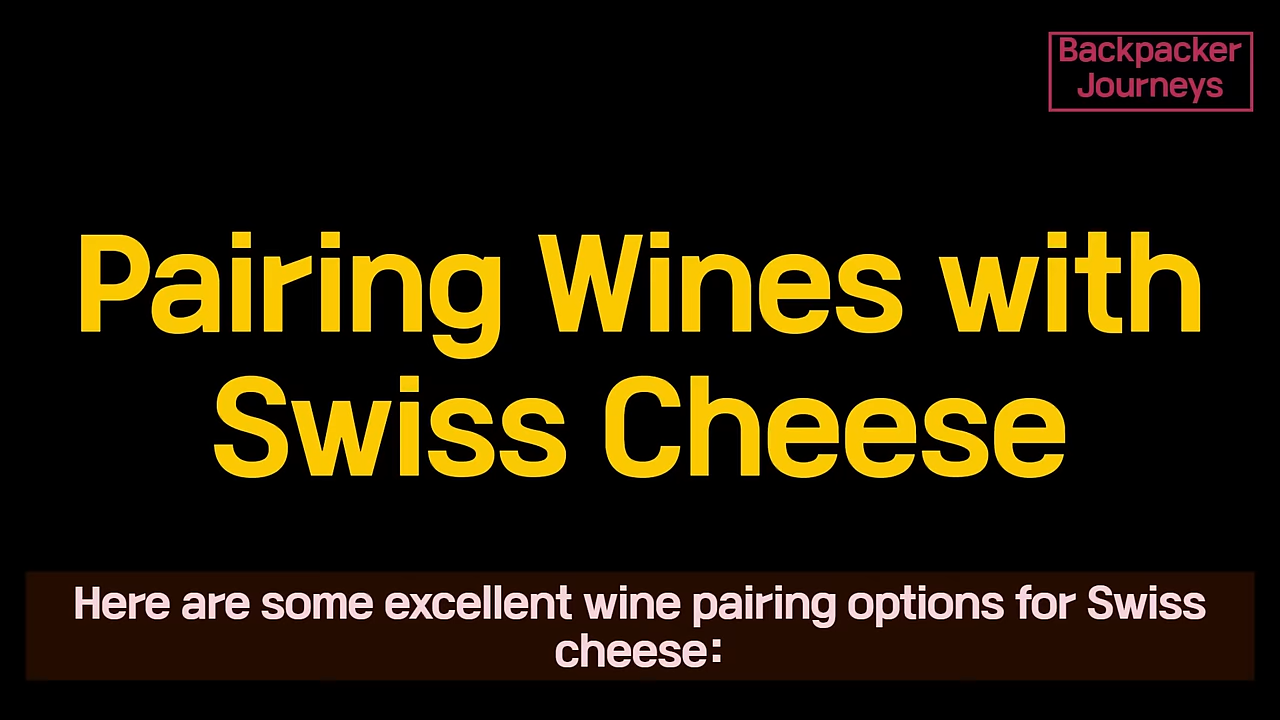 Backpacker
Journeys
Pairing Wines with
Swiss Cheese
Here are some excellent wine pairing options for Swiss
cheese: